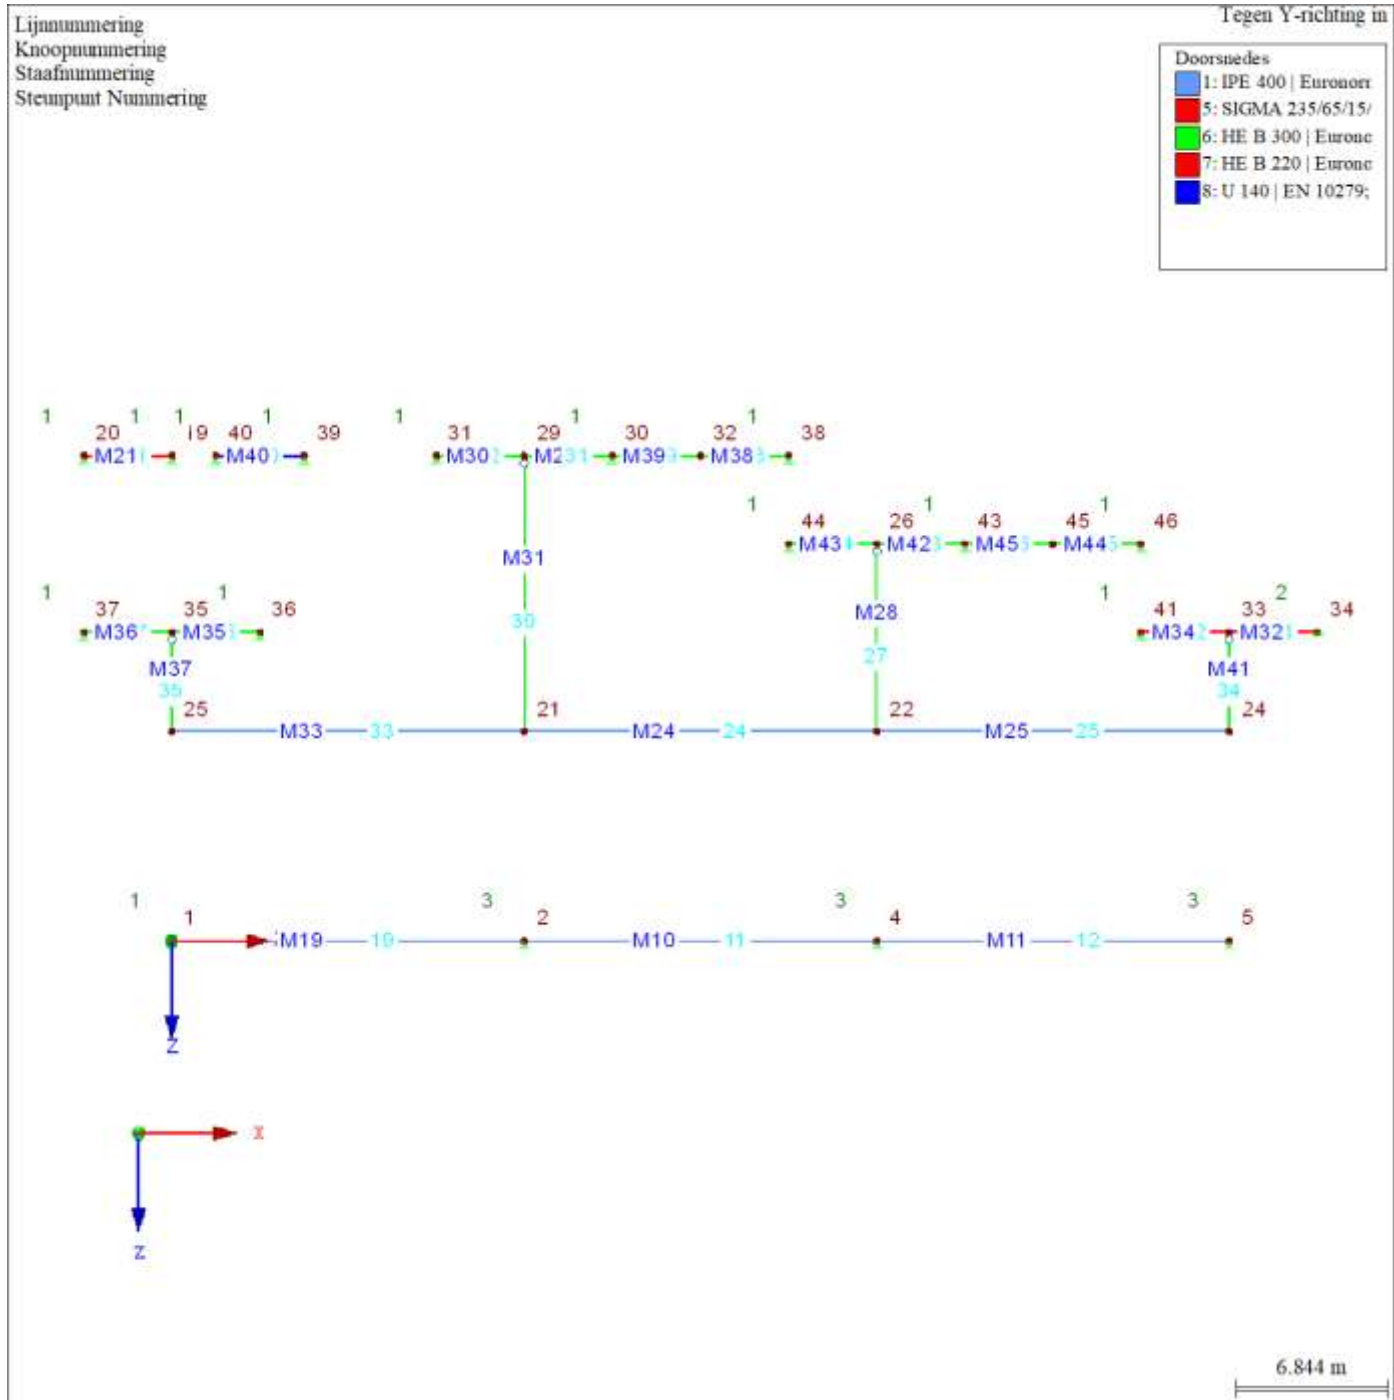 Lijnnummering
Knoopnummering
Staafnummering
Steunpunt Nummering
Tegen Y-richting in
Doorsnedes
1: IPE 400 | Euronorr
5: SIGMA 235/65/15/
6: HE B 300 | Euronc
7: HE B 220 | Euronc
8: U 140 | EN 10279;
1 1 1 1 1 1 1
20 19 40 39 31 29 30 32 38
M21 M40 M30 M39 M38
1 1 1
44 26 43 45 46
M43 M42 M45 M44
M31
1 1 1 2
37 35 36 41 33 34
M36 M35 M34 M32
M28
30
M37 M41
27
35 34
25 21 22 24
M33 33 M24 24 M25 25
1 3 3 3
1 2 4 5
M19 19 M10 11 M11 12
Z
X
Z
6.844 m